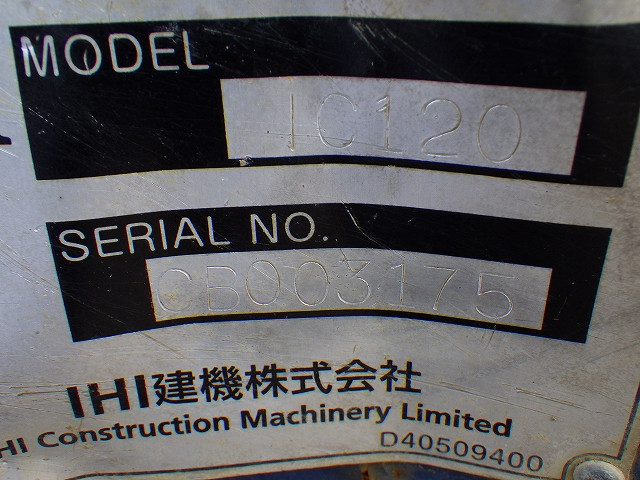 MODEL
IC120
SERIAL NO.
CB003175
IHI建機株式会社
HI Construction Machinery Limited
D40509400